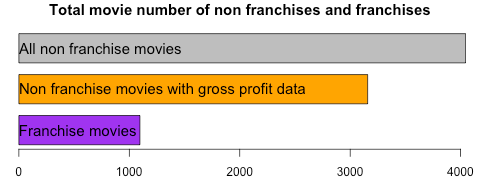 Total movie number of non franchises and franchises
All non franchise movies
Non franchise movies with gross profit data
Franchise movies
0 1000 2000 3000 4000